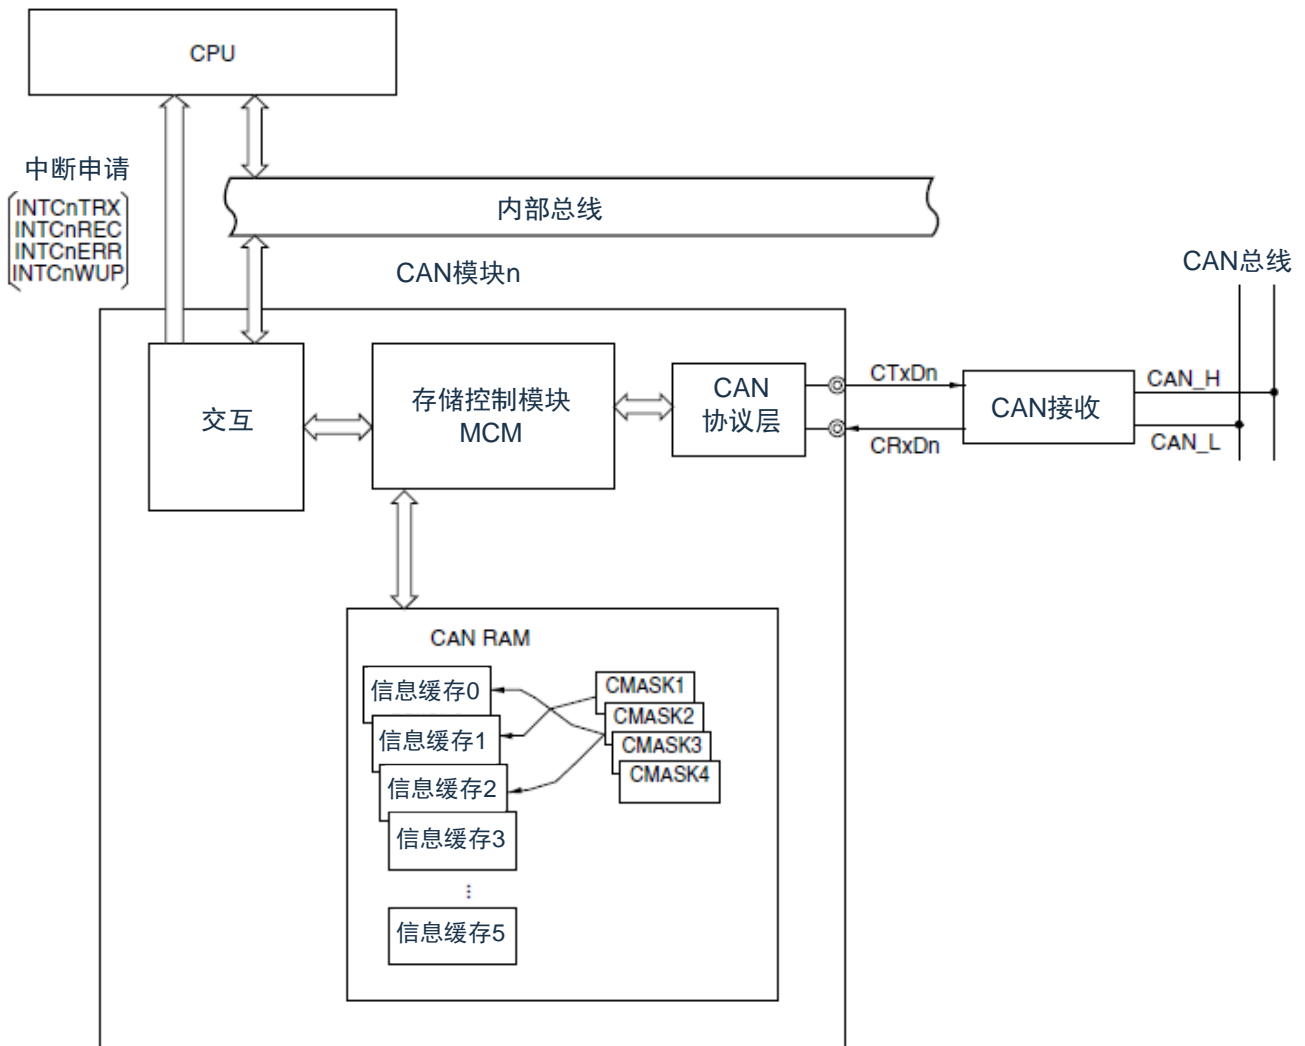 CPU
中断申请
INTCnTRX
INTCnREC
INTCnERR
INTCnWUP
内部总线
CAN模块n
CAN总线
交互
存储控制模块
MCM
CAN
协议层
CTxDn
CRxDn
CAN接收
CAN_H
CAN_L
CAN RAM
信息缓存0
信息缓存1
信息缓存2
信息缓存3
⋮
信息缓存5
CMASK1
CMASK2
CMASK3
CMASK4